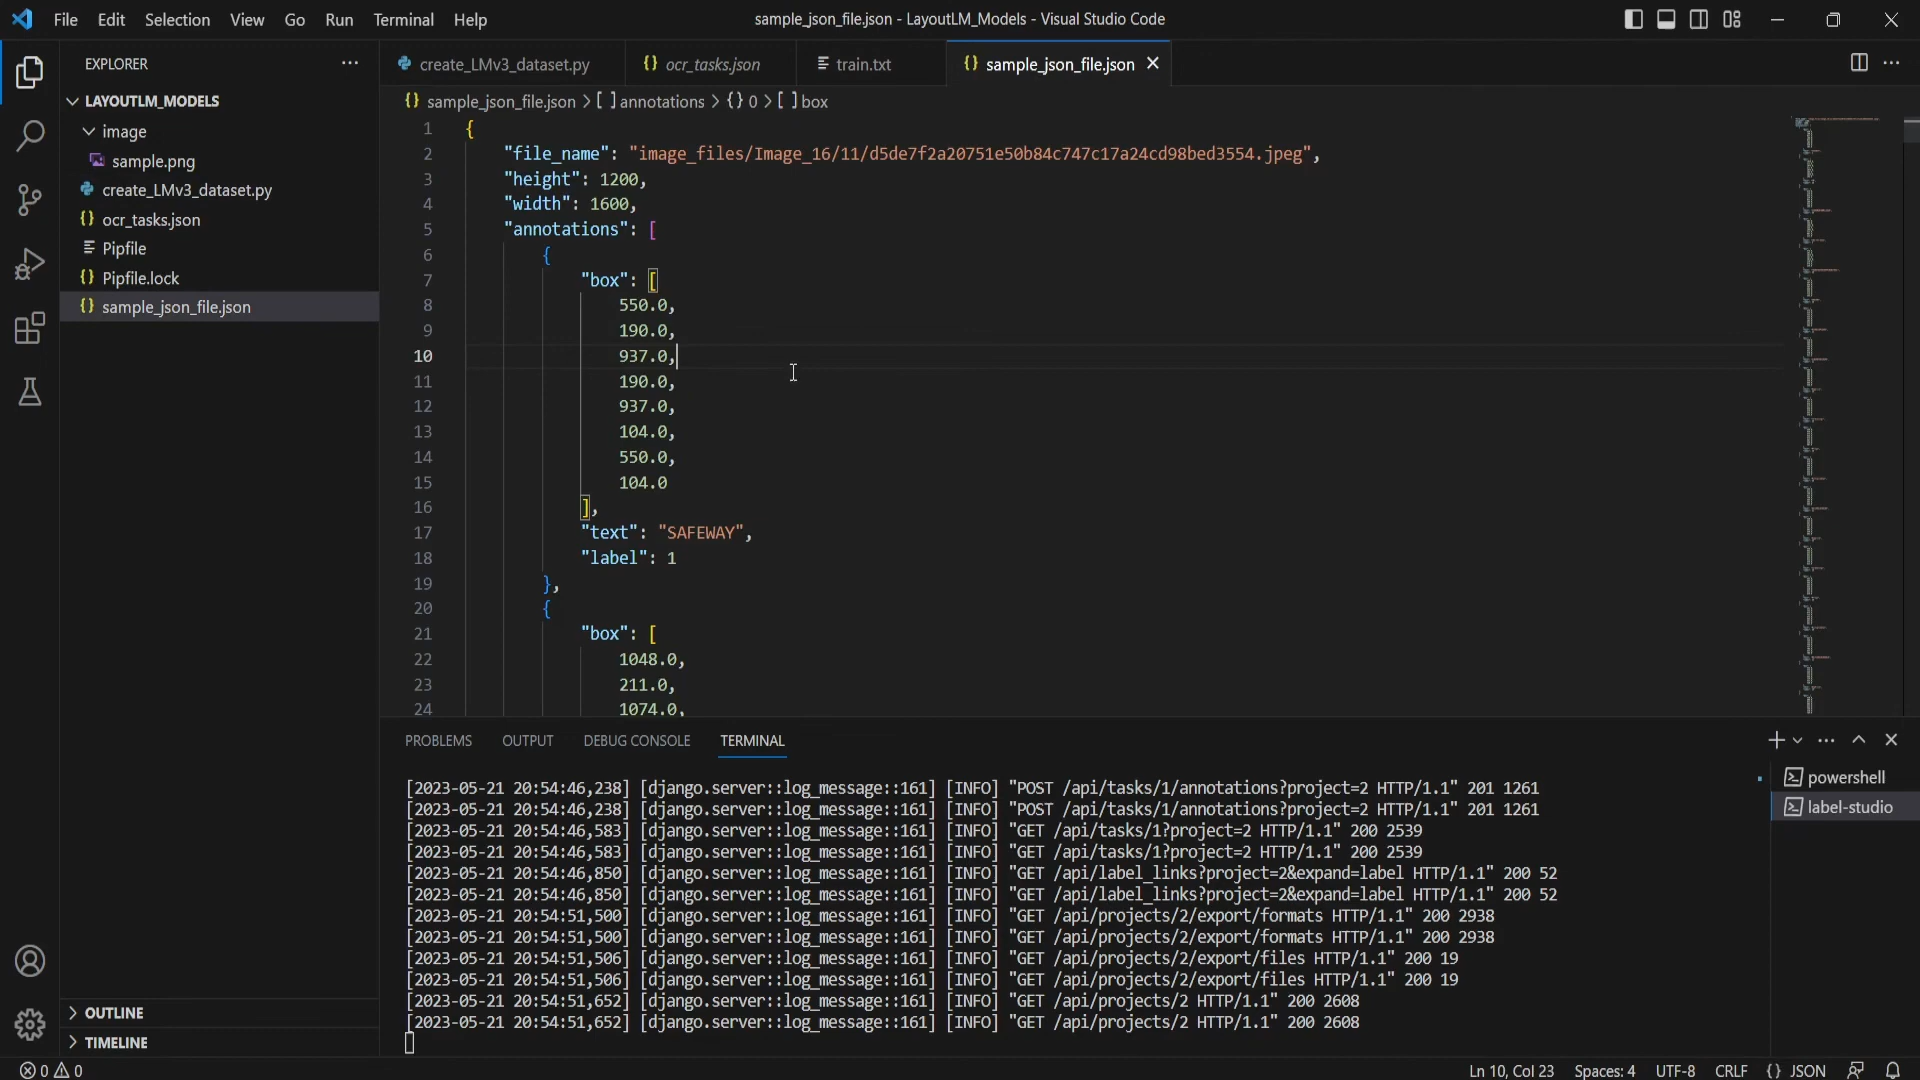 File Edit Selection View Go Run Terminal Help
sample_json_file.json - LayoutLM_Models - Visual Studio Code
EXPLORER
LAYOUTLM_MODELS
image
sample.png
create_LMv3_dataset.py
ocr_tasks.json
Pipfile
Pipfile.lock
sample_json_file.json
OUTLINE
TIMELINE
create_LMv3_dataset.py
{} ocr_tasks.json
train.txt
{} sample_json_file.json
{} sample_json_file.json > [ ] annotations > {} 0 > [ ] box
1 {
2 "file_name": "image_files/Image_16/11/d5de7f2a20751e50b84c747c17a24cd98bed3554.jpeg",
3 "height": 1200,
4 "width": 1600,
5 "annotations": [
6 {
7 "box": [
8 550.0,
9 190.0,
10 937.0,
11 190.0,
12 937.0,
13 104.0,
14 550.0,
15 104.0
16 ],
17 "text": "SAFEWAY",
18 "label": 1
19 },
20 {
21 "box": [
22 1048.0,
23 211.0,
24 1074.0,
PROBLEMS OUTPUT DEBUG CONSOLE TERMINAL
[2023-05-21 20:54:46,238] [django.server::log_message::161] [INFO] "POST /api/tasks/1/annotations?project=2 HTTP/1.1" 201 1261
[2023-05-21 20:54:46,238] [django.server::log_message::161] [INFO] "POST /api/tasks/1/annotations?project=2 HTTP/1.1" 201 1261
[2023-05-21 20:54:46,583] [django.server::log_message::161] [INFO] "GET /api/tasks/1?project=2 HTTP/1.1" 200 2539
[2023-05-21 20:54:46,583] [django.server::log_message::161] [INFO] "GET /api/tasks/1?project=2 HTTP/1.1" 200 2539
[2023-05-21 20:54:46,850] [django.server::log_message::161] [INFO] "GET /api/label_links?project=2&expand=label HTTP/1.1" 200 52
[2023-05-21 20:54:46,850] [django.server::log_message::161] [INFO] "GET /api/label_links?project=2&expand=label HTTP/1.1" 200 52
[2023-05-21 20:54:51,500] [django.server::log_message::161] [INFO] "GET /api/projects/2/export/formats HTTP/1.1" 200 2938
[2023-05-21 20:54:51,500] [django.server::log_message::161] [INFO] "GET /api/projects/2/export/formats HTTP/1.1" 200 2938
[2023-05-21 20:54:51,506] [django.server::log_message::161] [INFO] "GET /api/projects/2/export/files HTTP/1.1" 200 19
[2023-05-21 20:54:51,506] [django.server::log_message::161] [INFO] "GET /api/projects/2/export/files HTTP/1.1" 200 19
[2023-05-21 20:54:51,652] [django.server::log_message::161] [INFO] "GET /api/projects/2 HTTP/1.1" 200 2608
[2023-05-21 20:54:51,652] [django.server::log_message::161] [INFO] "GET /api/projects/2 HTTP/1.1" 200 2608
powershell
label-studio
0 0
Ln 10, Col 23 Spaces: 4 UTF-8 CRLF {} JSON